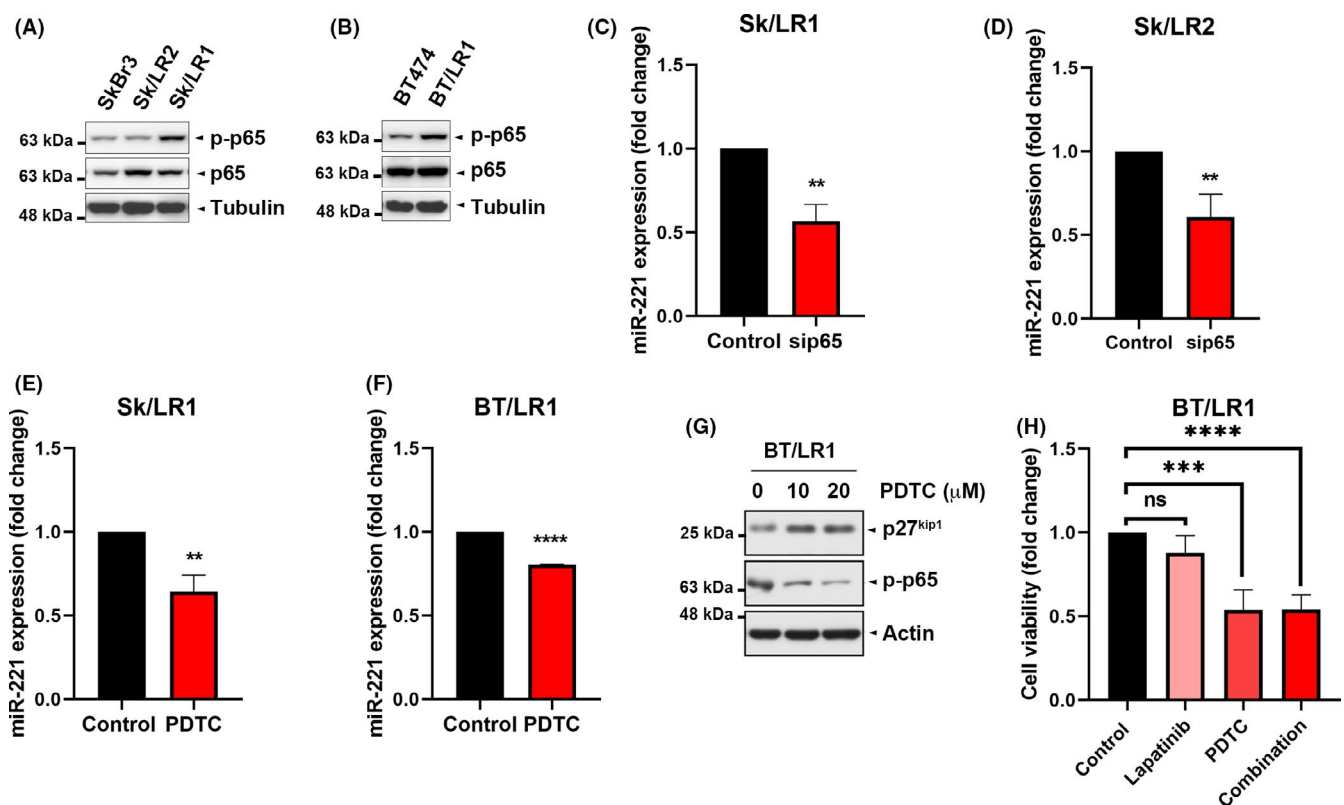 (A)
SkBr3
Sk/LR2
Sk/LR1
63 kDa
p-p65
63 kDa
p65
48 kDa
Tubulin
(B)
BT474
BT/LR1
63 kDa
p-p65
63 kDa
p65
48 kDa
Tubulin
(C)
Sk/LR1
miR-221 expression (fold change)
1.5
1.0
0.5
0.0
**
Control sip65
(D)
Sk/LR2
miR-221 expression (fold change)
1.5
1.0
0.5
0.0
**
Control sip65
(E)
Sk/LR1
miR-221 expression (fold change)
1.5
1.0
0.5
0.0
**
Control PDTC
(F)
BT/LR1
miR-221 expression (fold change)
1.5
1.0
0.5
0.0
****
Control PDTC
(G)
BT/LR1
0 10 20 PDTC (μM)
25 kDa
p27kip1
63 kDa
p-p65
48 kDa
Actin
(H)
BT/LR1
Cell viability (fold change)
1.5
1.0
0.5
0.0
****
***
ns
Control
Lapatinib
PDTC
Combination